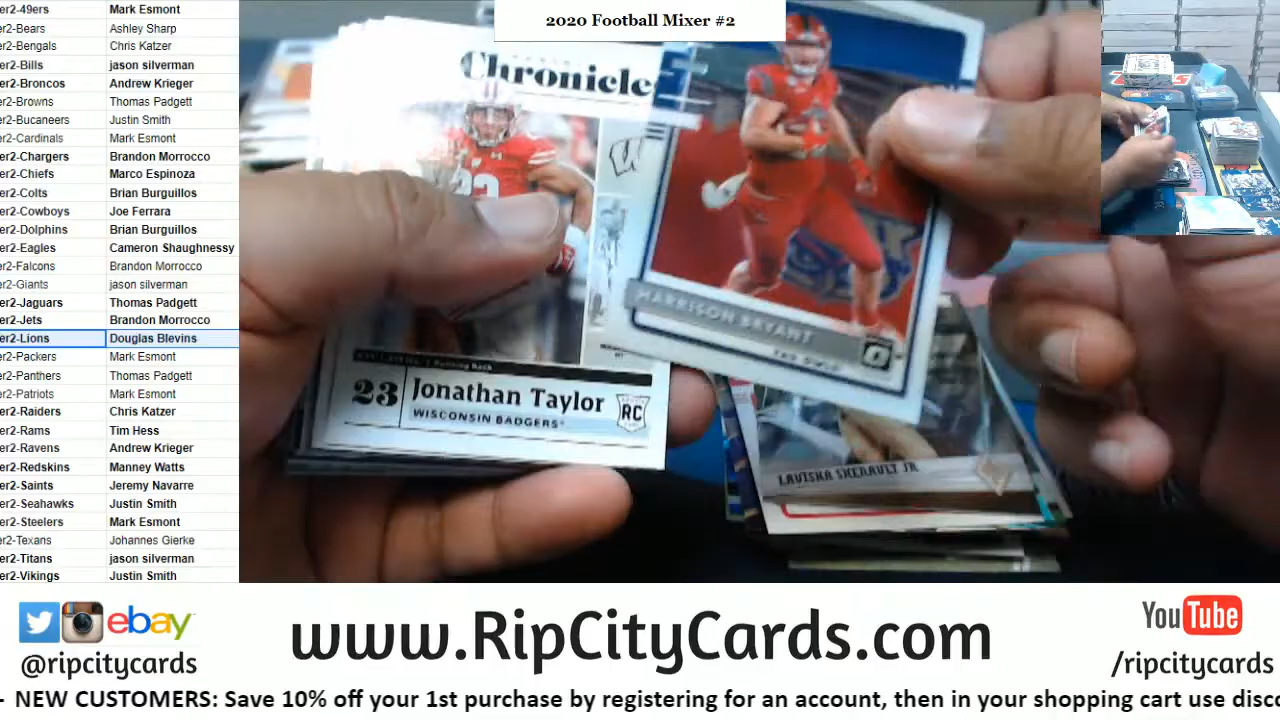 2020 Football Mixer #2
er2-49ers Mark Esmont
er2-Bears Ashley Sharp
er2-Bengals Chris Katzer
er2-Bills jason silverman
er2-Broncos Andrew Krieger
er2-Browns Thomas Padgett
er2-Bucaneers Justin Smith
er2-Cardinals Mark Esmont
er2-Chargers Brandon Morrocco
er2-Chiefs Marco Espinoza
er2-Colts Brian Burguillos
er2-Cowboys Joe Ferrara
er2-Dolphins Brian Burguillos
er2-Eagles Cameron Shaughnessy
er2-Falcons Brandon Morrocco
er2-Giants jason silverman
er2-Jaguars Thomas Padgett
er2-Jets Brandon Morrocco
er2-Lions Douglas Blevins
er2-Packers Mark Esmont
er2-Panthers Thomas Padgett
er2-Patriots Mark Esmont
er2-Raiders Chris Katzer
er2-Rams Tim Hess
er2-Ravens Andrew Krieger
er2-Redskins Manney Watts
er2-Saints Jeremy Navarre
er2-Seahawks Justin Smith
er2-Steelers Mark Esmont
er2-Texans Johannes Gierke
er2-Titans jason silverman
er2-Vikings Justin Smith
Chronicles
W
Running Back
23 Jonathan Taylor
WISCONSIN BADGERS
RC
HARRISON BRYANT
FAU OWLS
LAVISKA SHENAULT JR.
ebay
@ripcitycards
www.RipCityCards.com
YouTube
/ripcitycards
- NEW CUSTOMERS: Save 10% off your 1st purchase by registering for an account, then in your shopping cart use disco